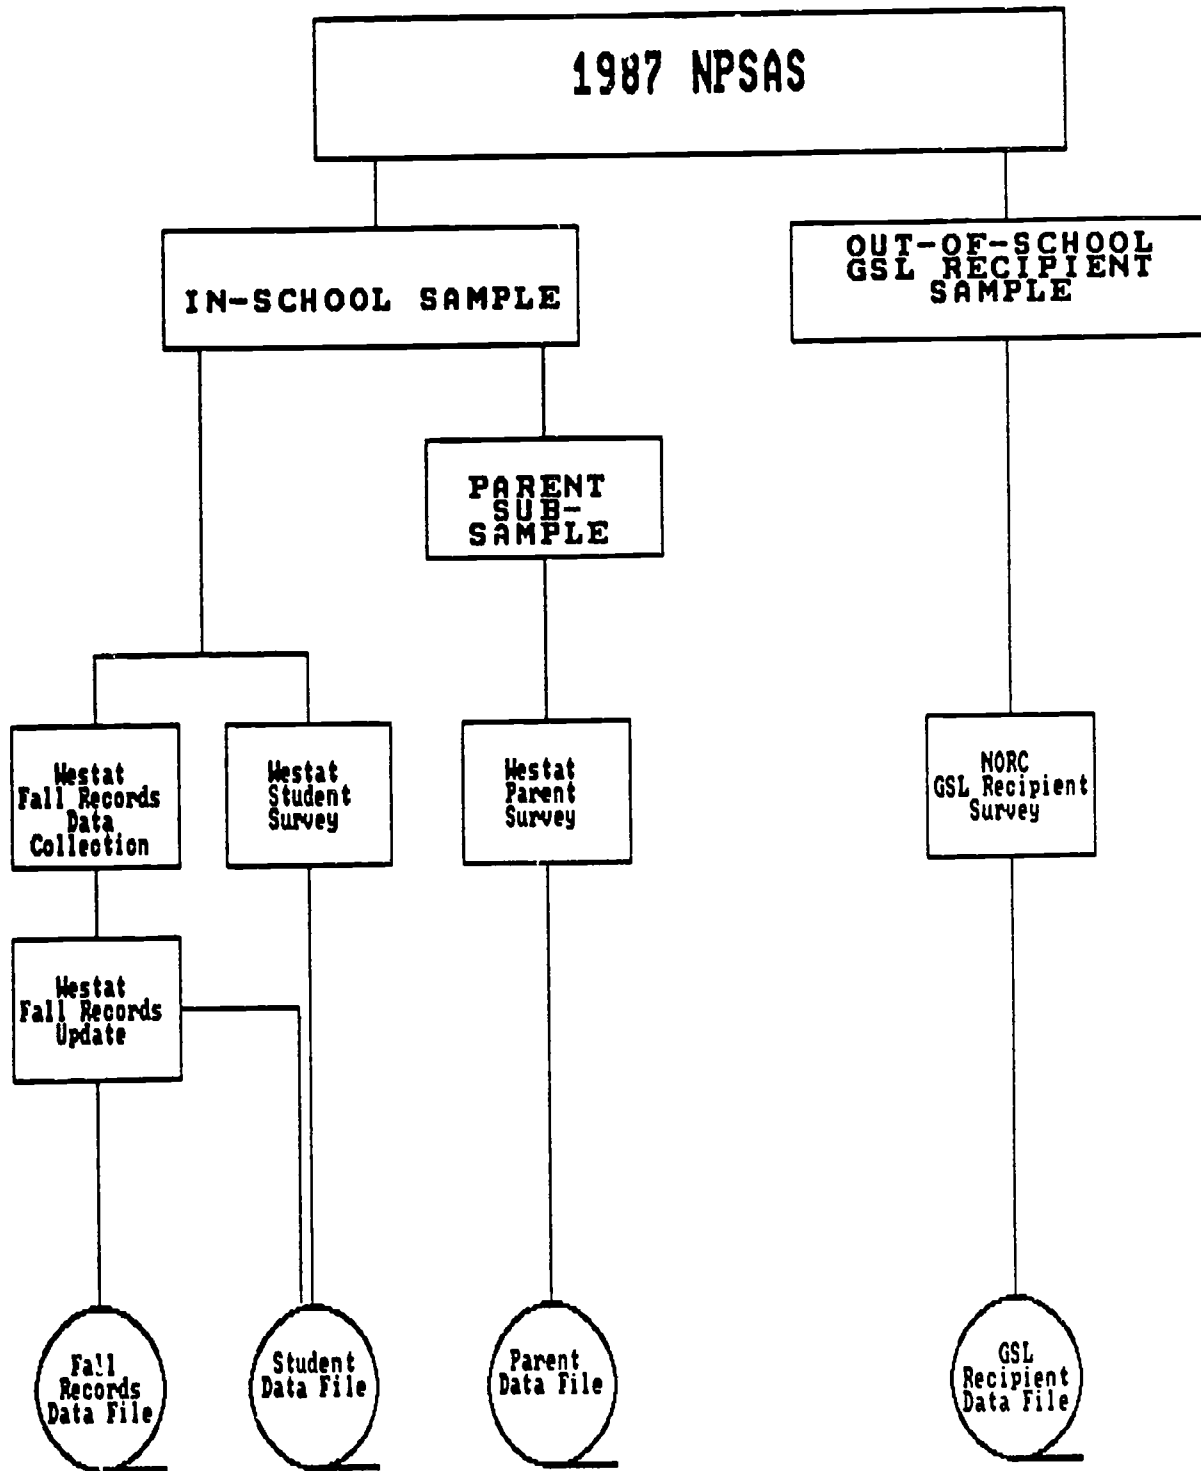 1987 NPSAS
IN-SCHOOL SAMPLE
OUT-OF-SCHOOL
GSL RECIPIENT
SAMPLE
PARENT
SUB-
SAMPLE
Westat
Fall Records
Data
Collection
Westat
Student
Survey
Westat
Parent
Survey
NORC
GSL Recipient
Survey
Westat
Fall Records
Update
Fall
Records
Data File
Student
Data File
Parent
Data File
GSL
Recipient
Data File